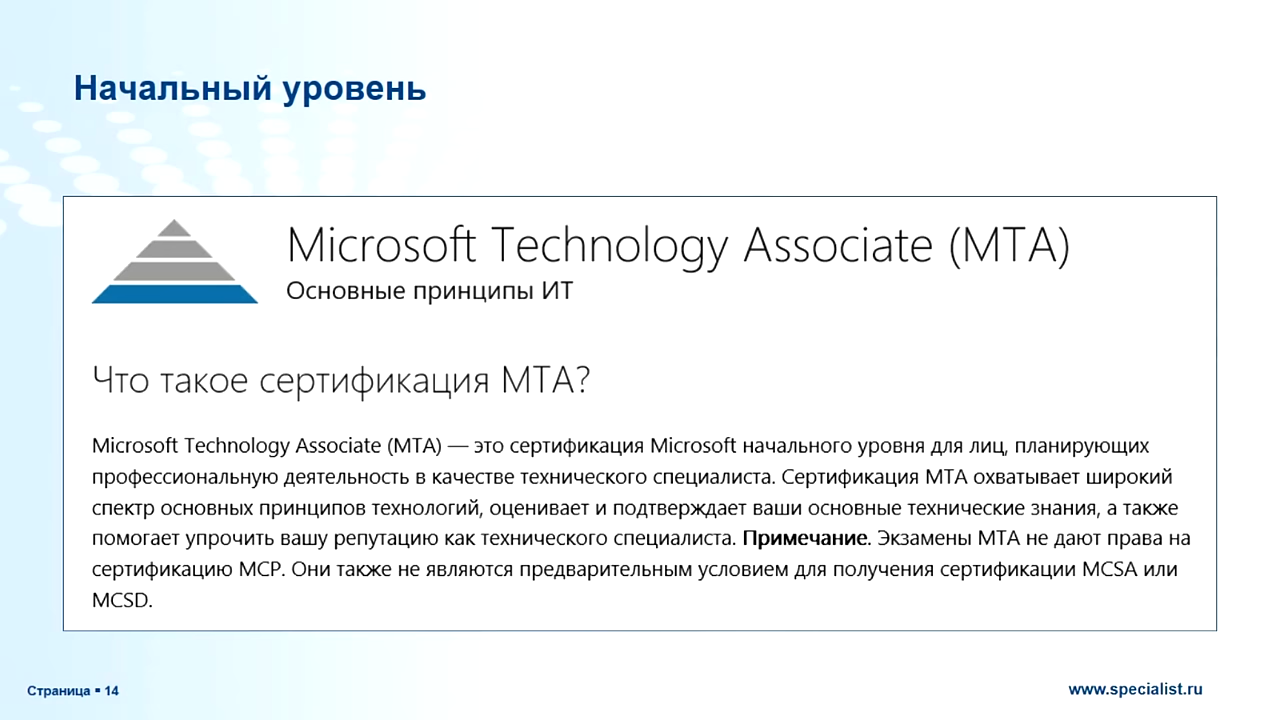 Начальный уровень
Microsoft Technology Associate (MTA)
Основные принципы ИТ
Что такое сертификация MTA?
Microsoft Technology Associate (MTA) — это сертификация Microsoft начального уровня для лиц, планирующих
профессиональную деятельность в качестве технического специалиста. Сертификация MTA охватывает широкий
спектр основных принципов технологий, оценивает и подтверждает ваши основные технические знания, а также
помогает упрочить вашу репутацию как технического специалиста. Примечание. Экзамены MTA не дают права на
сертификацию MCP. Они также не являются предварительным условием для получения сертификации MCSA или
MCSD.
Страница ▪ 14
www.specialist.ru